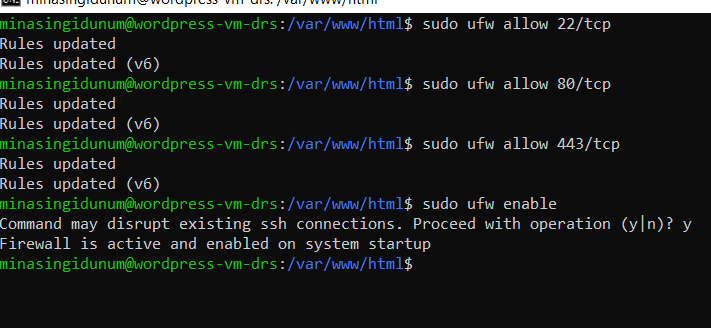 minasingidunum@wordpress-vm-drs: /var/www/html
minasingidunum@wordpress-vm-drs:/var/www/html$ sudo ufw allow 22/tcp
Rules updated
Rules updated (v6)
minasingidunum@wordpress-vm-drs:/var/www/html$ sudo ufw allow 80/tcp
Rules updated
Rules updated (v6)
minasingidunum@wordpress-vm-drs:/var/www/html$ sudo ufw allow 443/tcp
Rules updated
Rules updated (v6)
minasingidunum@wordpress-vm-drs:/var/www/html$ sudo ufw enable
Command may disrupt existing ssh connections. Proceed with operation (y|n)? y
Firewall is active and enabled on system startup
minasingidunum@wordpress-vm-drs:/var/www/html$